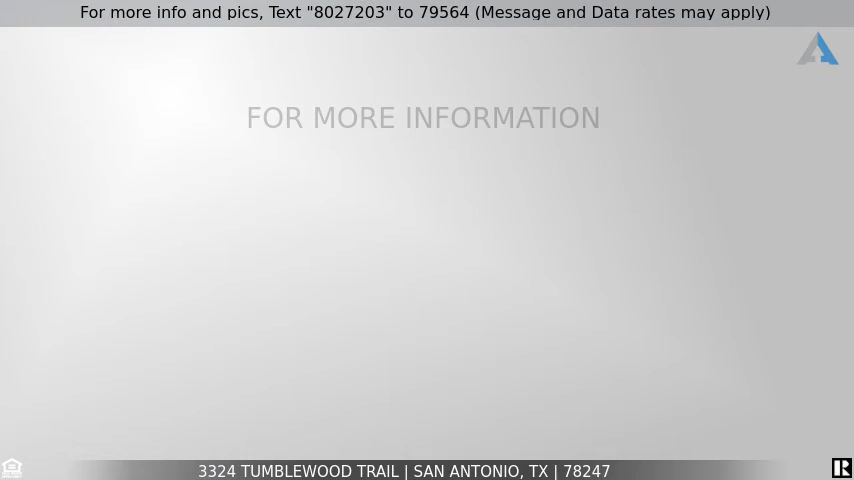 For more info and pics, Text "8027203" to 79564 (Message and Data rates may apply)
FOR MORE INFORMATION
3324 TUMBLEWOOD TRAIL | SAN ANTONIO, TX | 78247